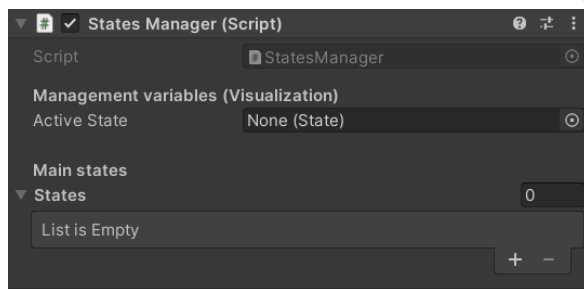 States Manager (Script)
Script StatesManager
Management variables (Visualization)
Active State None (State)
Main states
States 0
List is Empty
+ −